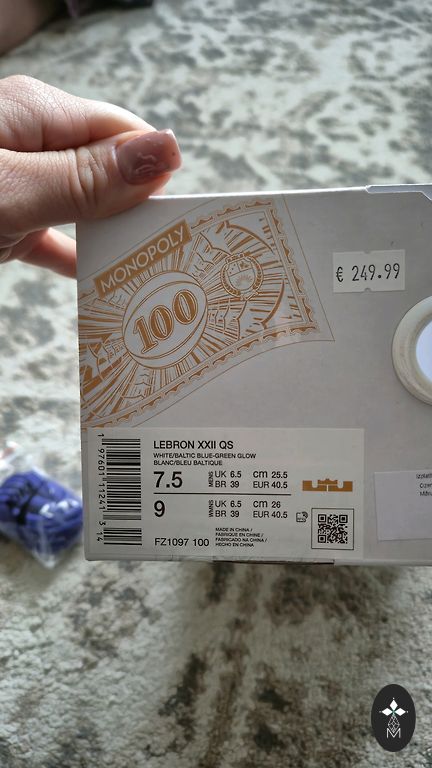 MONOPOLY
100
€ 249.99
LEBRON XXII QS
WHITE/BALTIC BLUE-GREEN GLOW
BLANC/BLEU BALTIQUE
7.5 MENS UK 6.5 cm 25.5
BR 39 EUR 40.5
9 WMNS UK 6.5 cm 26
BR 39 EUR 40.5
MADE IN CHINA /
FABRIQUE EN CHINE /
FABRICADO NA CHINA /
HECHO EN CHINA
FZ1097 100